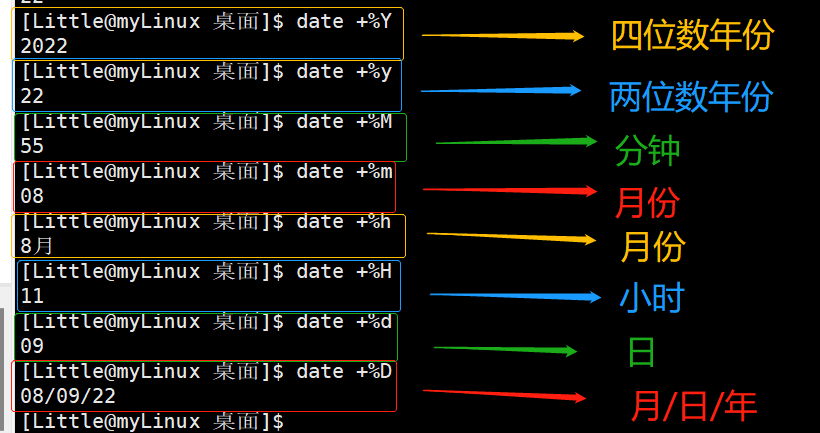 [Little@myLinux 桌面]$ date +%Y 四位数年份
2022
[Little@myLinux 桌面]$ date +%y 两位数年份
22
[Little@myLinux 桌面]$ date +%M 分钟
55
[Little@myLinux 桌面]$ date +%m 月份
08
[Little@myLinux 桌面]$ date +%h 月份
8月
[Little@myLinux 桌面]$ date +%H 小时
11
[Little@myLinux 桌面]$ date +%d 日
09
[Little@myLinux 桌面]$ date +%D 月/日/年
08/09/22
[Little@myLinux 桌面]$